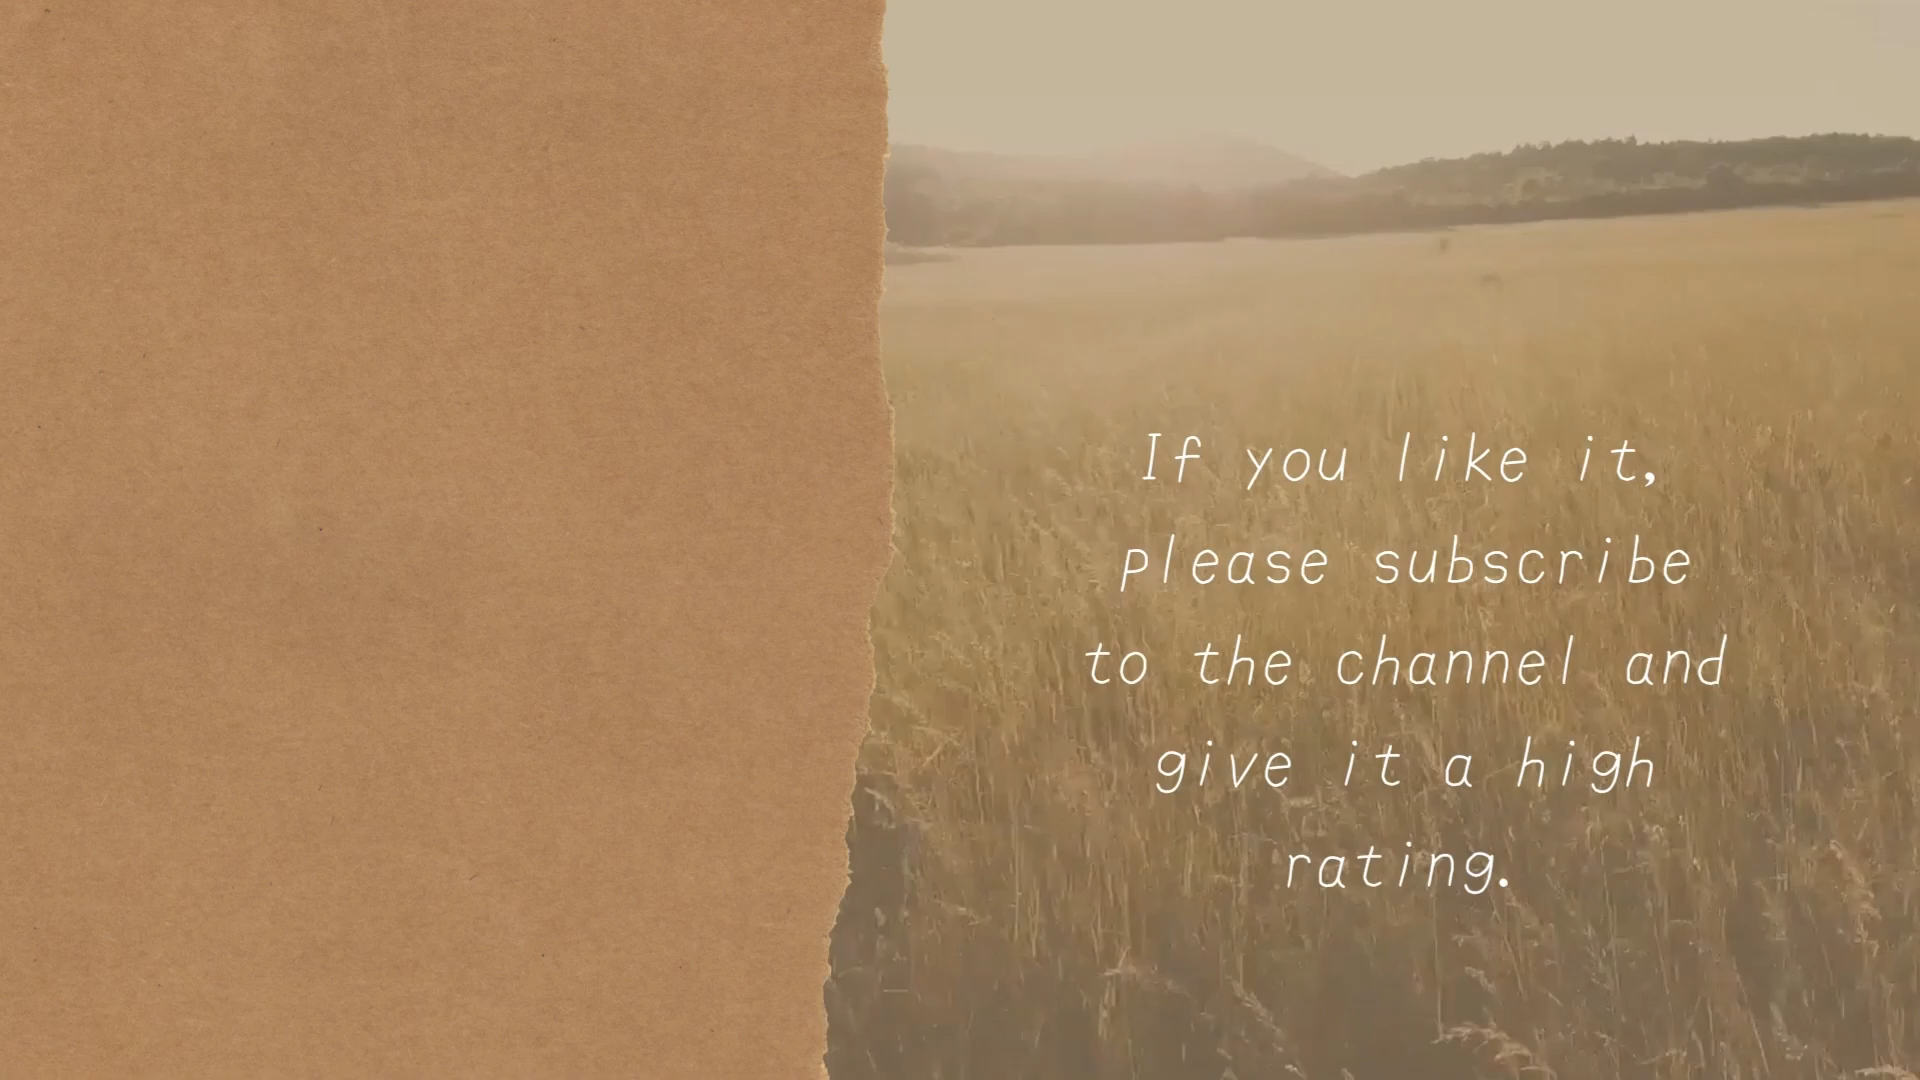 If you like it,
please subscribe
to the channel and
give it a high
rating.